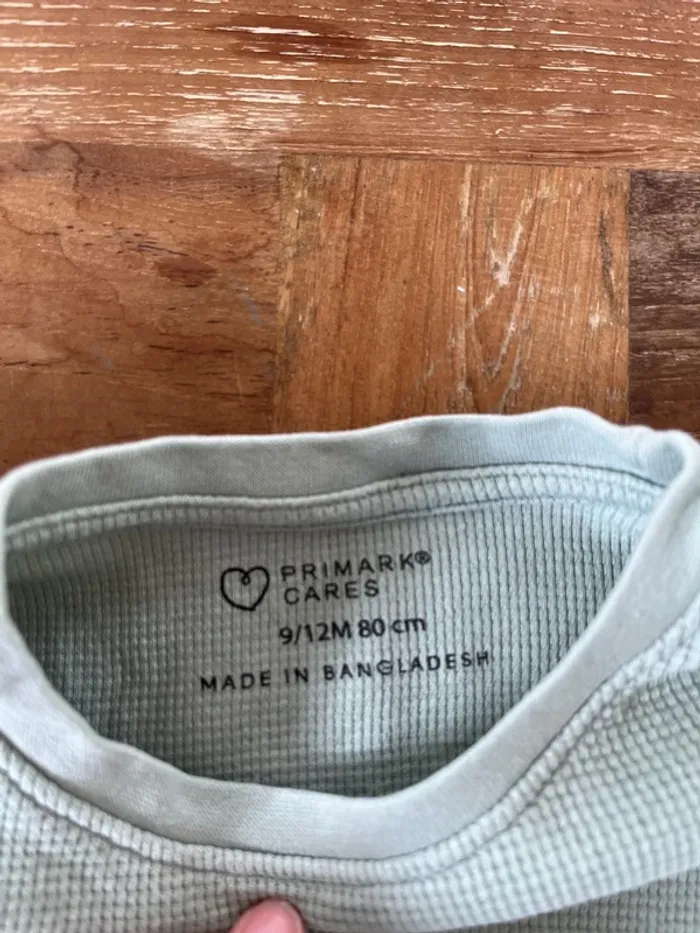 PRIMARK®
CARES
9/12M 80 cm
MADE IN BANGLADESH